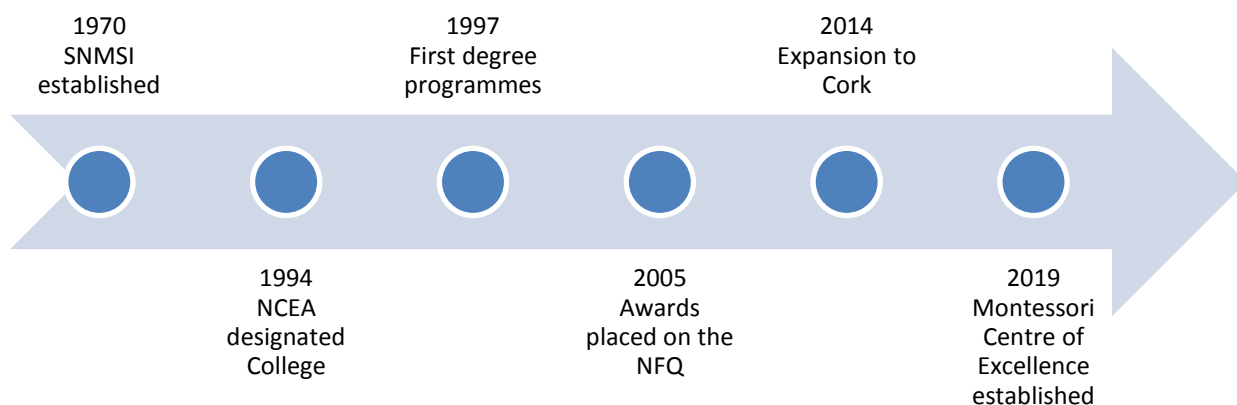 1970
SNMSI
established
1994
NCEA
designated
College
1997
First degree
programmes
2005
Awards
placed on the
NFQ
2014
Expansion to
Cork
2019
Montessori
Centre of
Excellence
established